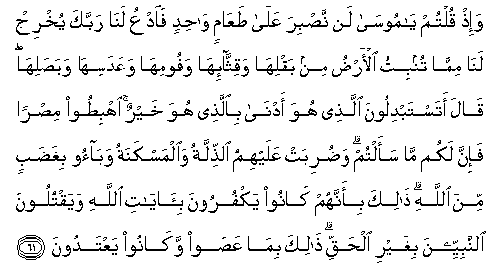 وَإِذْ قُلْتُمْ يَٰمُوسَىٰ لَن نَّصْبِرَ عَلَىٰ طَعَامٍ وَٰحِدٍ فَٱدْعُ لَنَا رَبَّكَ يُخْرِجْ
لَنَا مِمَّا تُنۢبِتُ ٱلْأَرْضُ مِنۢ بَقْلِهَا وَقِثَّآئِهَا وَفُومِهَا وَعَدَسِهَا وَبَصَلِهَا ۖ
قَالَ أَتَسْتَبْدِلُونَ ٱلَّذِى هُوَ أَدْنَىٰ بِٱلَّذِى هُوَ خَيْرٌ ۚ ٱهْبِطُوا۟ مِصْرًا
فَإِنَّ لَكُم مَّا سَأَلْتُمْ ۗ وَضُرِبَتْ عَلَيْهِمُ ٱلذِّلَّةُ وَٱلْمَسْكَنَةُ وَبَآءُو بِغَضَبٍ
مِّنَ ٱللَّهِ ۗ ذَٰلِكَ بِأَنَّهُمْ كَانُوا۟ يَكْفُرُونَ بِـَٔايَٰتِ ٱللَّهِ وَيَقْتُلُونَ
ٱلنَّبِيِّـۧنَ بِغَيْرِ ٱلْحَقِّ ۗ ذَٰلِكَ بِمَا عَصَوا۟ وَّكَانُوا۟ يَعْتَدُونَ ٦١